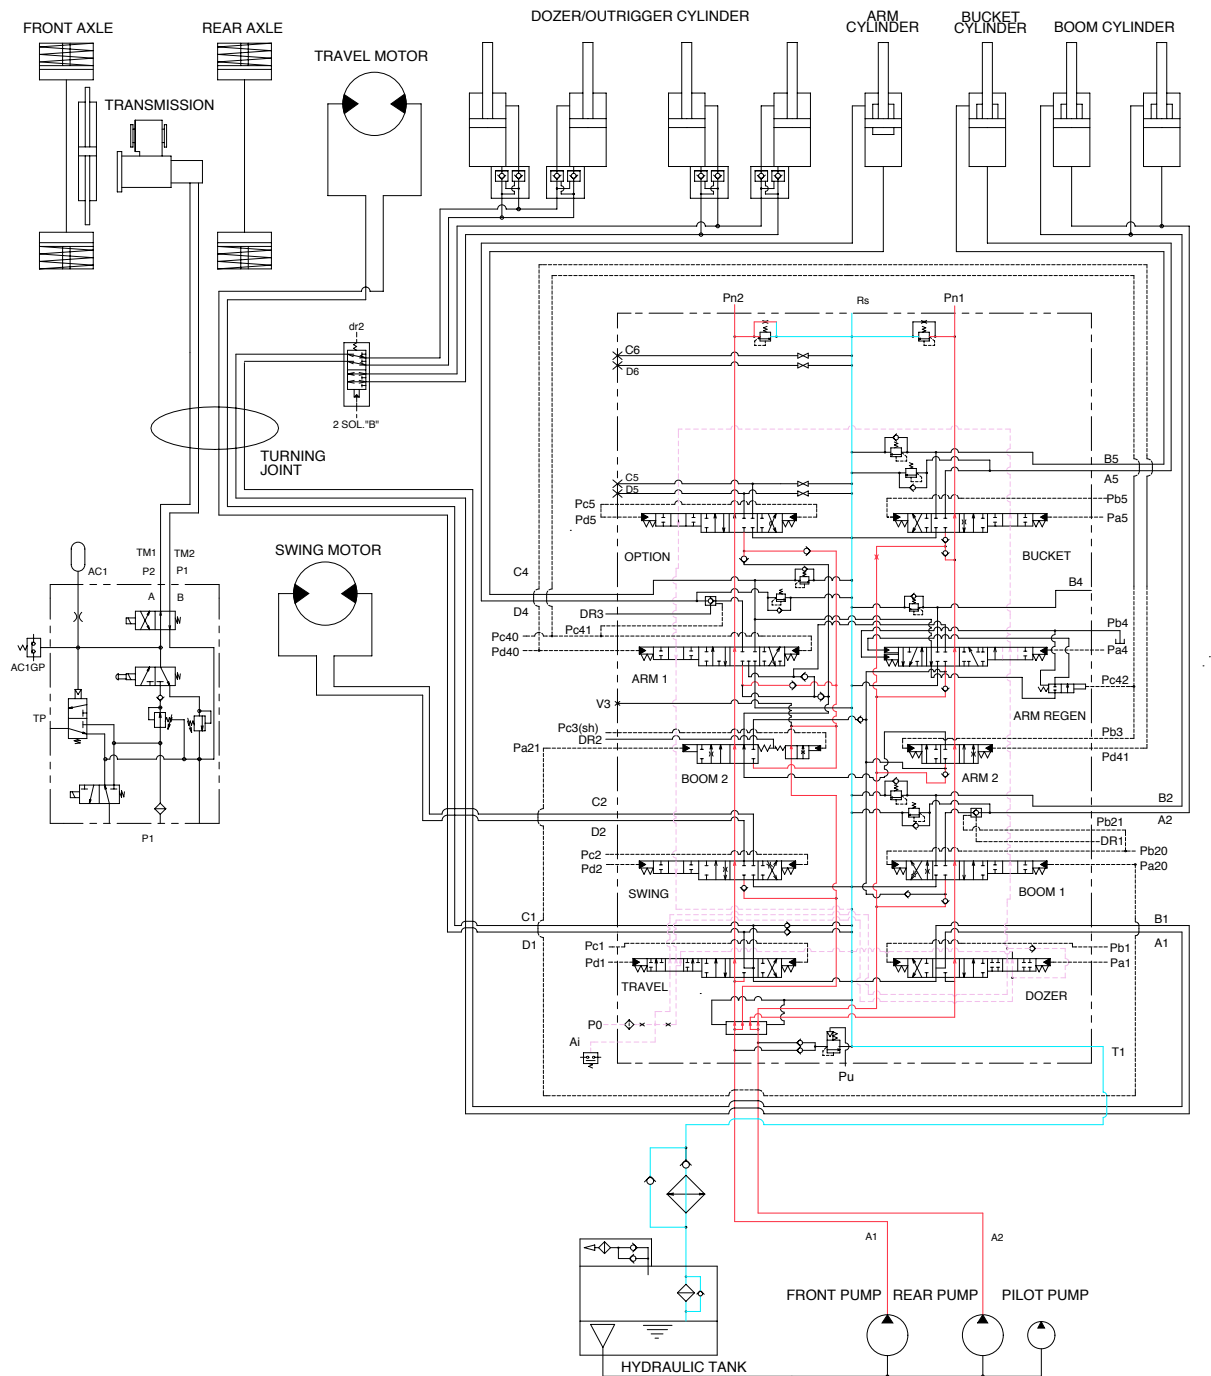 DOZER/OUTRIGGER CYLINDER
ARM
CYLINDER
BUCKET
CYLINDER
BOOM CYLINDER
FRONT AXLE
REAR AXLE
TRAVEL MOTOR
TRANSMISSION
Pn2
Rs
Pn1
dr2
C6
D6
2 SOL."B"
TURNING
JOINT
B5
A5
C5
D5
Pc5
Pd5
Pb5
Pa5
OPTION
BUCKET
SWING MOTOR
TM1
TM2
P2
P1
AC1
A
B
C4
D4
B4
DR3
Pc41
Pc40
Pd40
Pb4
Pa4
AC1GP
ARM 1
Pc42
V3
ARM REGEN
TP
Pc3(sh)
DR2
Pa21
Pb3
Pd41
BOOM 2
ARM 2
C2
D2
B2
A2
Pb21
DR1
P1
Pc2
Pd2
Pb20
Pa20
SWING
BOOM 1
C1
D1
B1
A1
Pc1
Pd1
Pb1
Pa1
TRAVEL
DOZER
P0
Ai
T1
Pu
A1
A2
FRONT PUMP
REAR PUMP
PILOT PUMP
HYDRAULIC TANK